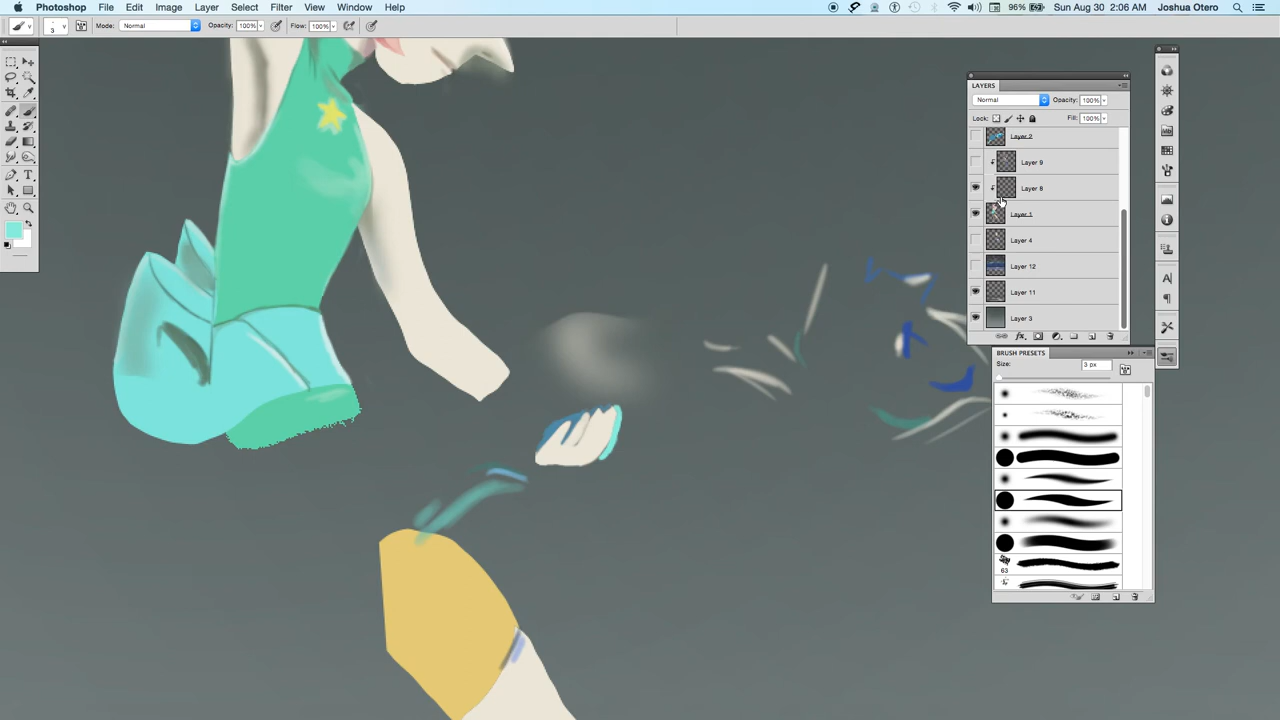 Photoshop File Edit Image Layer Select Filter View Window Help 96% Sun Aug 30 2:06 AM Joshua Otero
3 Mode: Normal Opacity: 100% Flow: 100%
LAYERS
Normal Opacity: 100%
Lock: Fill: 100%
Layer 2
Layer 9
Layer 8
Layer 1
Layer 4
Layer 12
Layer 11
Layer 3
fx
BRUSH PRESETS
Size: 3 px
63
A